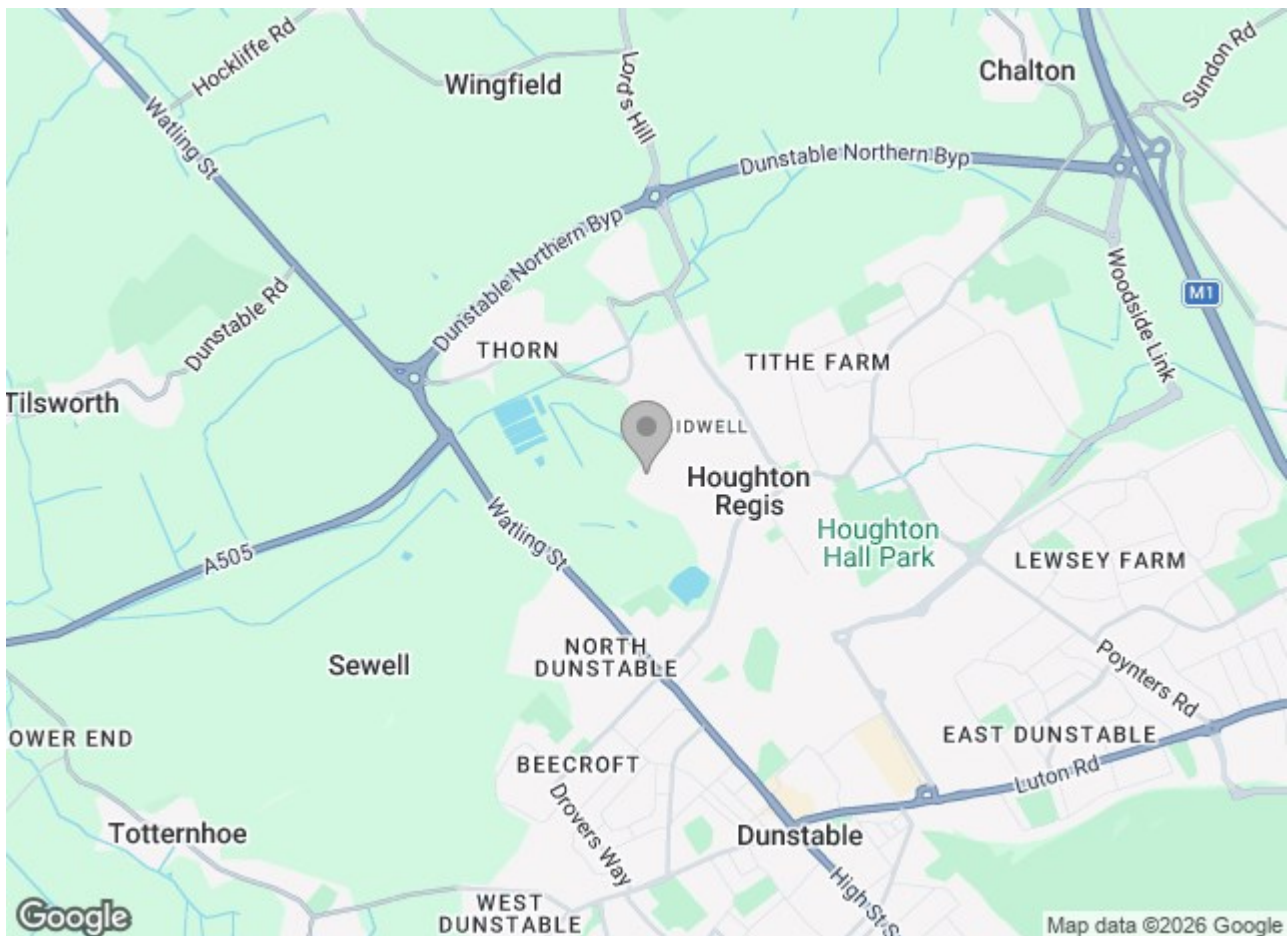 Hockliffe Rd
Wingfield
Lord's Hill
Chalton
Sundon Rd
Watling St
Dunstable Northern Byp
Dunstable Northern Byp
Dunstable Rd
Woodside Link
M1
THORN
TITHE FARM
Tilsworth
IDWELL
Houghton
Regis
Watling St
Houghton
Hall Park
A505
LEWSEY FARM
NORTH
DUNSTABLE
Sewell
Poynters Rd
OWER END
EAST DUNSTABLE
BEECROFT
Luton Rd
Drovers Way
Totternhoe
Dunstable
High St S
WEST
DUNSTABLE
Google
Map data ©2026 Google